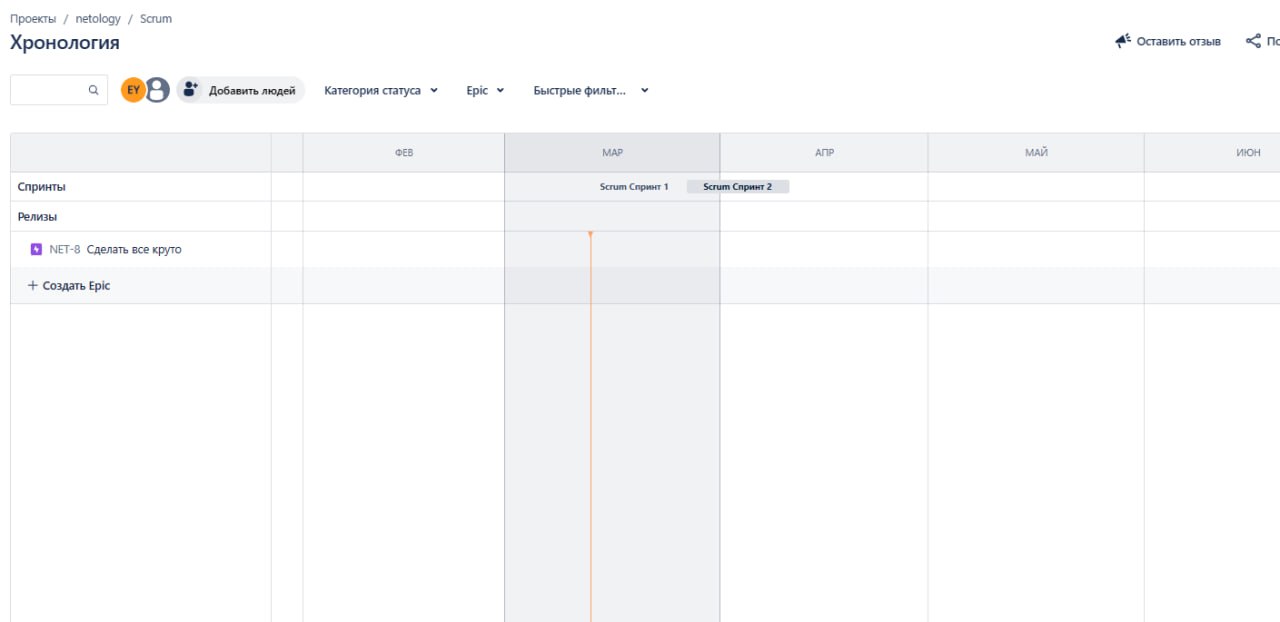 Проекты / netology / Scrum
Хронология
Оставить отзыв
EY
Добавить людей
Категория статуса
Epic
Быстрые фильт...
ФЕВ
МАР
АПР
МАЙ
ИЮН
Спринты
Scrum Спринт 1
Scrum Спринт 2
Релизы
NET-8 Сделать все круто
+ Создать Epic